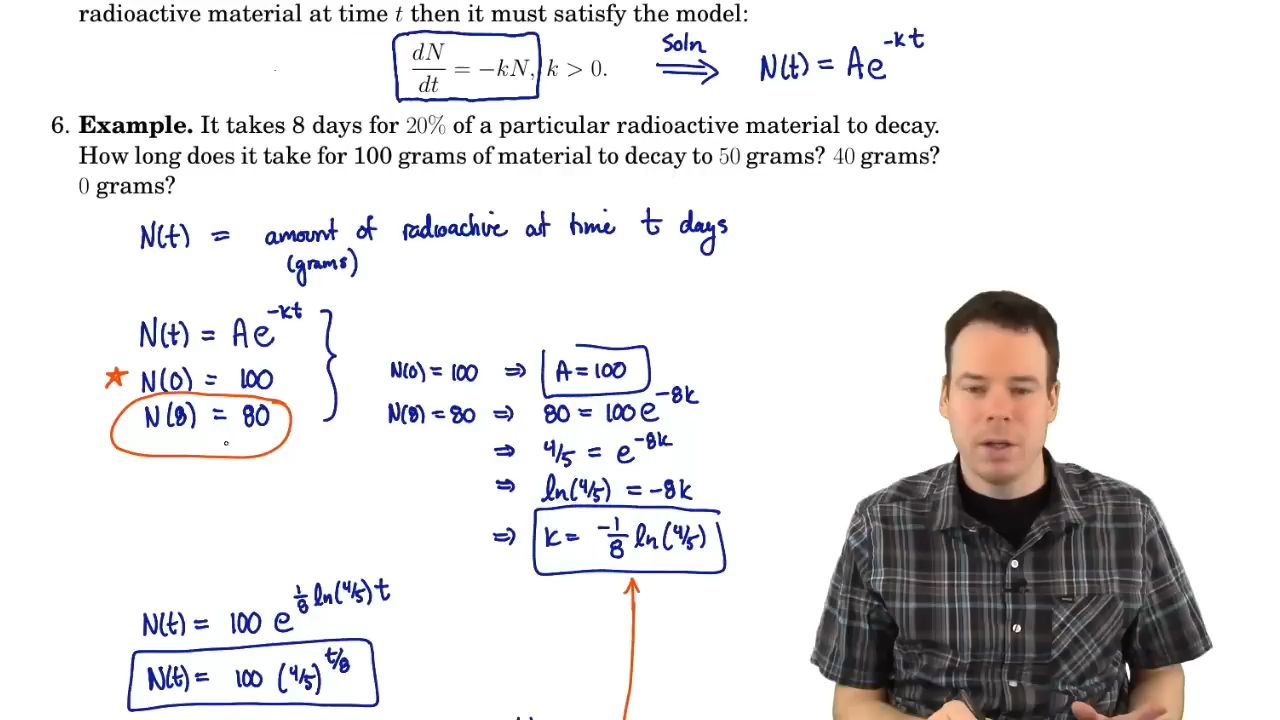 radioactive material at time t then it must satisfy the model:
dN/dt = −kN, k > 0. Soln ⟹ N(t) = Ae^{-kt}
6. Example. It takes 8 days for 20% of a particular radioactive material to decay.
How long does it take for 100 grams of material to decay to 50 grams? 40 grams?
0 grams?
N(t) = amount of radioactive at time t days
(grams)
N(t) = Ae^{-kt}
★ N(0) = 100
N(8) = 80
N(0) = 100 ⇒ A = 100
N(8) = 80 ⇒ 80 = 100e^{-8k}
⇒ 4/5 = e^{-8k}
⇒ ln(4/5) = -8k
⇒ k = -1/8 ln(4/5)
N(t) = 100 e^{1/8 ln(4/5) t}
N(t) = 100 (4/5)^{t/8}